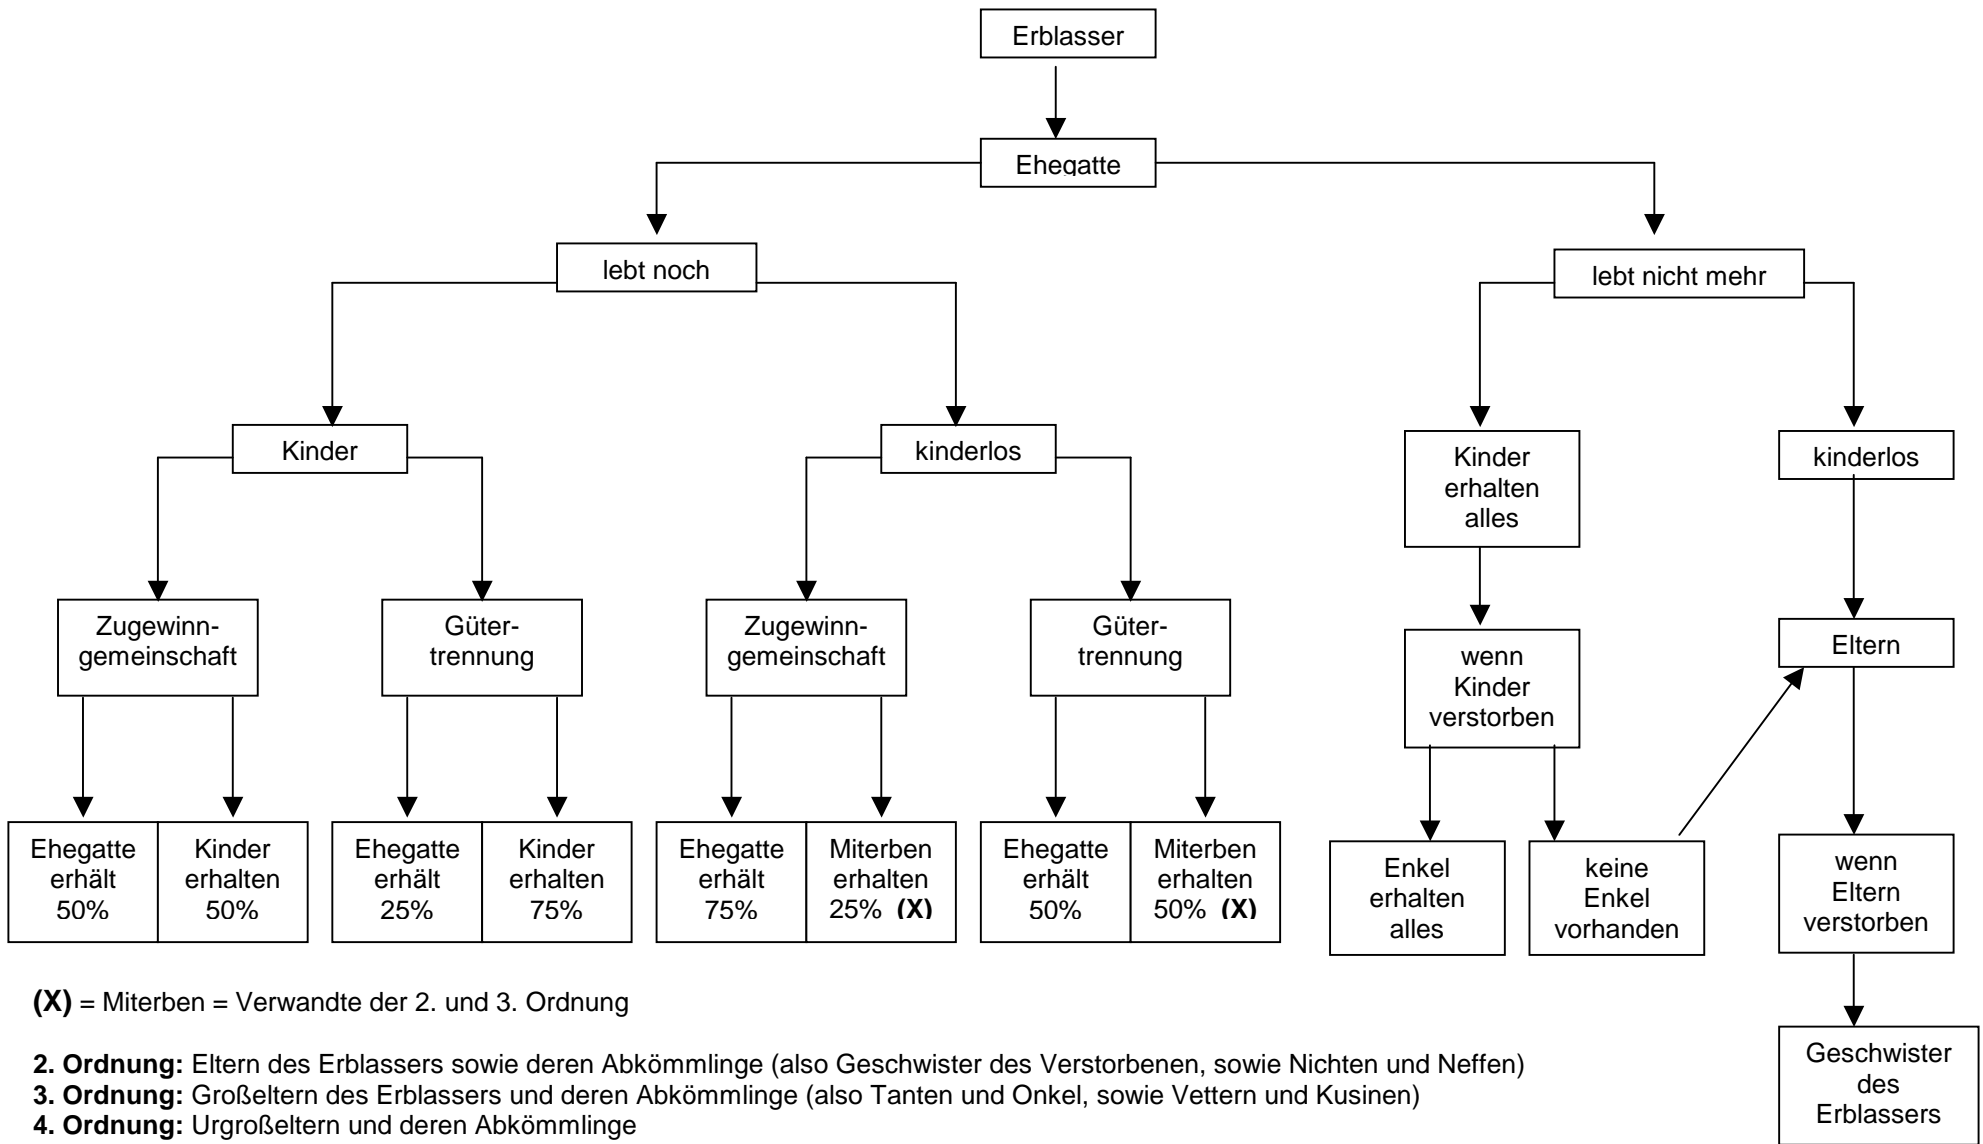 Erblasser
Ehegatte
lebt noch
lebt nicht mehr
Kinder
kinderlos
Kinder
erhalten
alles
kinderlos
Zugewinn-
gemeinschaft
Güter-
trennung
Zugewinn-
gemeinschaft
Güter-
trennung
wenn
Kinder
verstorben
Eltern
Ehegatte
erhält
50%
Kinder
erhalten
50%
Ehegatte
erhält
25%
Kinder
erhalten
75%
Ehegatte
erhält
75%
Miterben
erhalten
25% (X)
Ehegatte
erhält
50%
Miterben
erhalten
50% (X)
Enkel
erhalten
alles
keine
Enkel
vorhanden
wenn
Eltern
verstorben
Geschwister
des
Erblassers
(X) = Miterben = Verwandte der 2. und 3. Ordnung
2. Ordnung: Eltern des Erblassers sowie deren Abkömmlinge (also Geschwister des Verstorbenen, sowie Nichten und Neffen)
3. Ordnung: Großeltern des Erblassers und deren Abkömmlinge (also Tanten und Onkel, sowie Vettern und Kusinen)
4. Ordnung: Urgroßeltern und deren Abkömmlinge